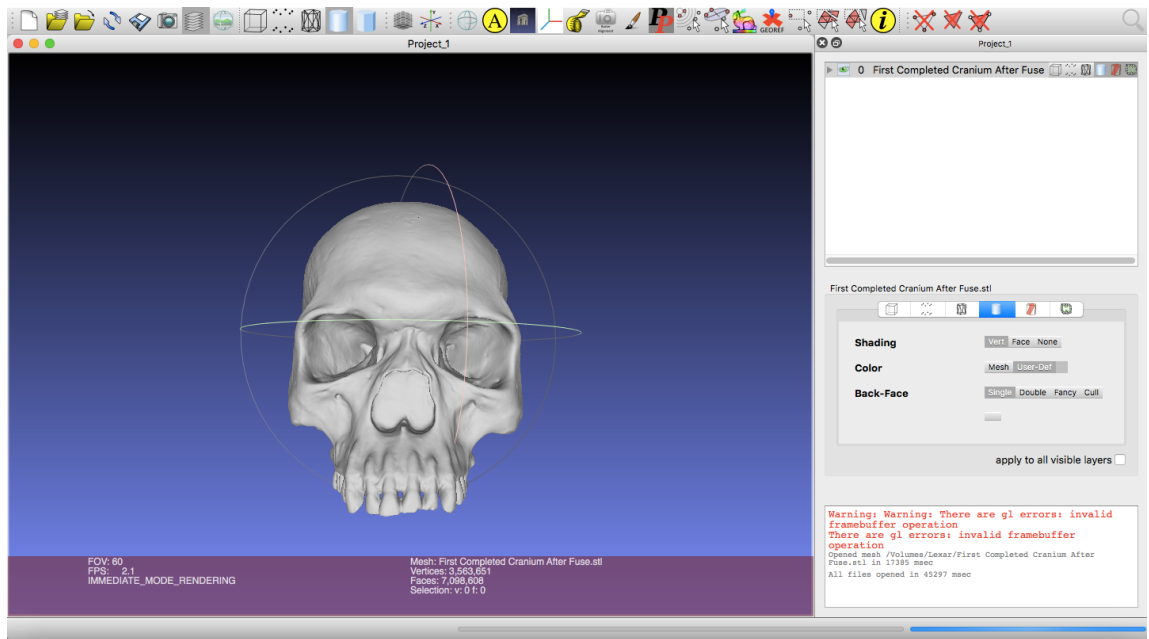 A
Pp
GEOREF
i
Project_1
Project_1
0 First Completed Cranium After Fuse
First Completed Cranium After Fuse.stl
Shading Vert Face None
Color Mesh User-Def
Back-Face Single Double Fancy Cull
apply to all visible layers
Warning: Warning: There are gl errors: invalid
framebuffer operation
There are gl errors: invalid framebuffer
operation
Opened mesh /Volumes/Lexar/First Completed Cranium After
Fuse.stl in 17385 msec
All files opened in 45297 msec
FOV: 60
FPS: 2.1
IMMEDIATE_MODE_RENDERING
Mesh: First Completed Cranium After Fuse.stl
Vertices: 3,563,651
Faces: 7,098,608
Selection: v: 0 f: 0